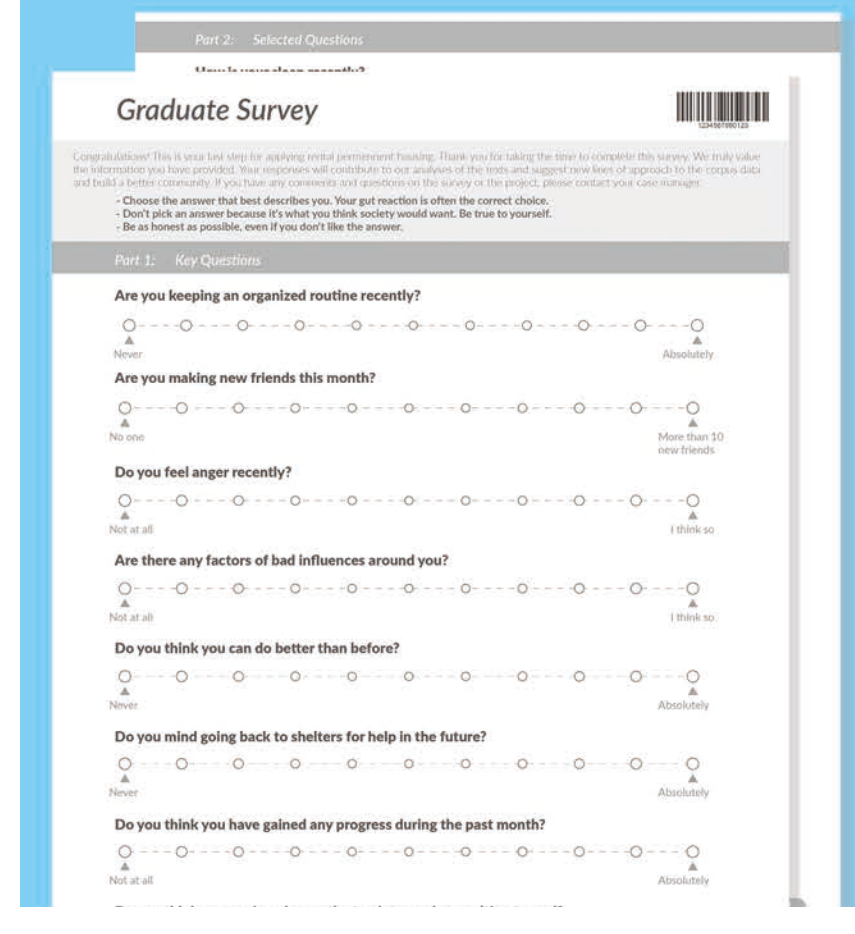 Part 2: Selected Questions
How is your sleep recently?
Graduate Survey
Congratulations! This is your last step for applying rental permennent housing. Thank you for taking the time to complete this survey. We truly value
the information you have provided. Your responses will contribute to our analyses of the texts and suggest new lines of approach to the corpus data
and build a better community. If you have any comments and questions on the survey or the project, please contact your case manager.
- Choose the answer that best describes you. Your gut reaction is often the correct choice.
- Don't pick an answer because it's what you think society would want. Be true to yourself.
- Be as honest as possible, even if you don't like the answer.
Part 1: Key Questions
Are you keeping an organized routine recently?
Never Absolutely
Are you making new friends this month?
No one More than 10
new friends
Do you feel anger recently?
Not at all I think so
Are there any factors of bad influences around you?
Not at all I think so
Do you think you can do better than before?
Never Absolutely
Do you mind going back to shelters for help in the future?
Never Absolutely
Do you think you have gained any progress during the past month?
Not at all Absolutely